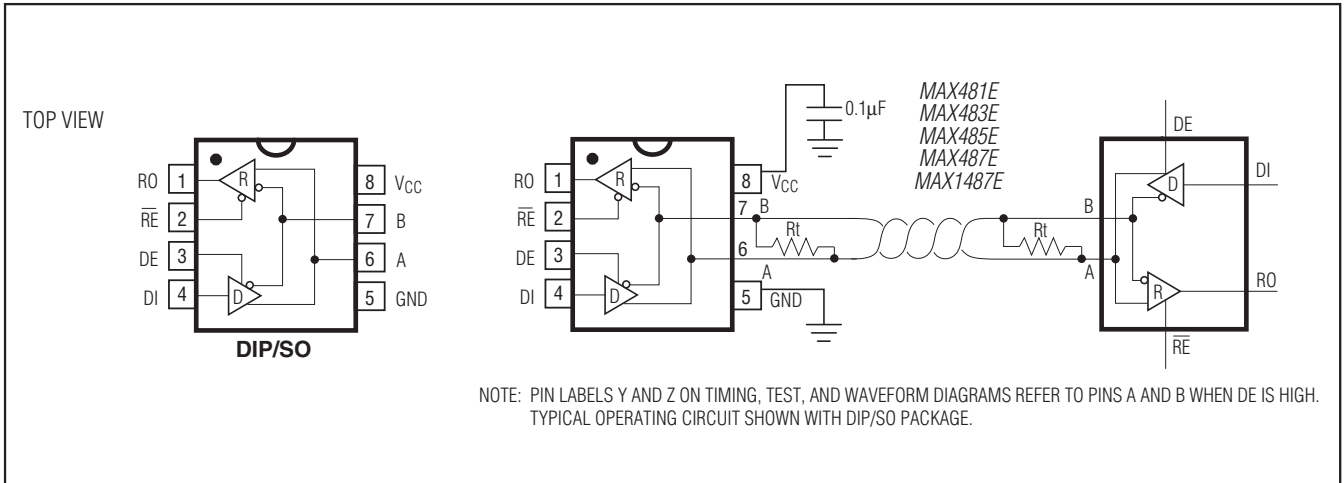 TOP VIEW
RO 1
R̅E̅ 2
DE 3
DI 4
R
D
8 VCC
7 B
6 A
5 GND
DIP/SO
RO 1
R̅E̅ 2
DE 3
DI 4
R
D
8 VCC
7 B
6 A
5 GND
0.1µF
Rt
MAX481E
MAX483E
MAX485E
MAX487E
MAX1487E
Rt
B
A
DE
D
DI
R
RO
R̅E̅
NOTE: PIN LABELS Y AND Z ON TIMING, TEST, AND WAVEFORM DIAGRAMS REFER TO PINS A AND B WHEN DE IS HIGH.
TYPICAL OPERATING CIRCUIT SHOWN WITH DIP/SO PACKAGE.